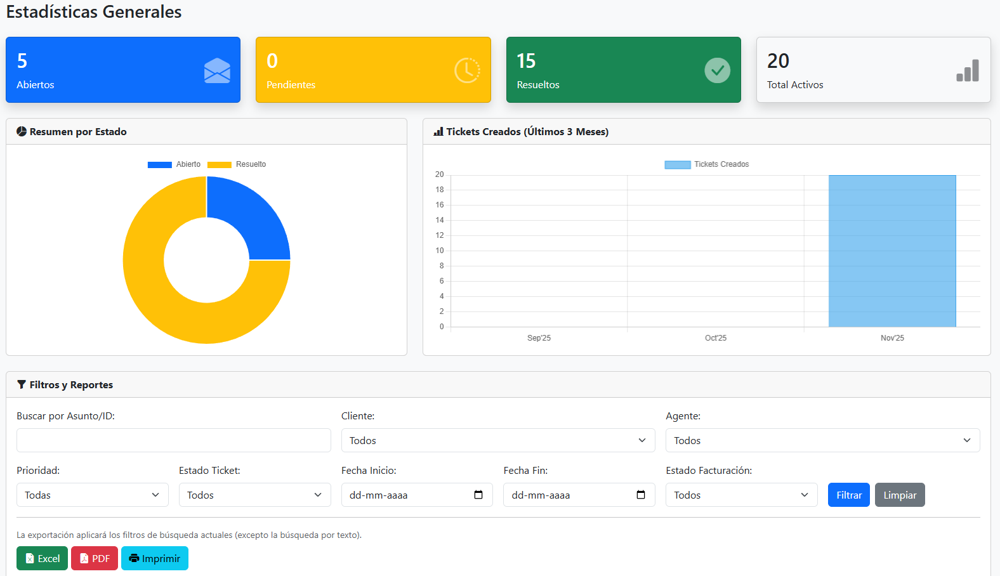 Estadísticas Generales
5
Abiertos
0
Pendientes
15
Resueltos
20
Total Activos
Resumen por Estado
Abierto Resuelto
Tickets Creados (Últimos 3 Meses)
Tickets Creados
20
18
16
14
12
10
8
6
4
2
0
Sep'25 Oct'25 Nov'25
Filtros y Reportes
Buscar por Asunto/ID: Cliente: Agente:
Todos Todos
Prioridad: Estado Ticket: Fecha Inicio: Fecha Fin: Estado Facturación:
Todas Todos dd-mm-aaaa dd-mm-aaaa Todos Filtrar Limpiar
La exportación aplicará los filtros de búsqueda actuales (excepto la búsqueda por texto).
Excel PDF Imprimir